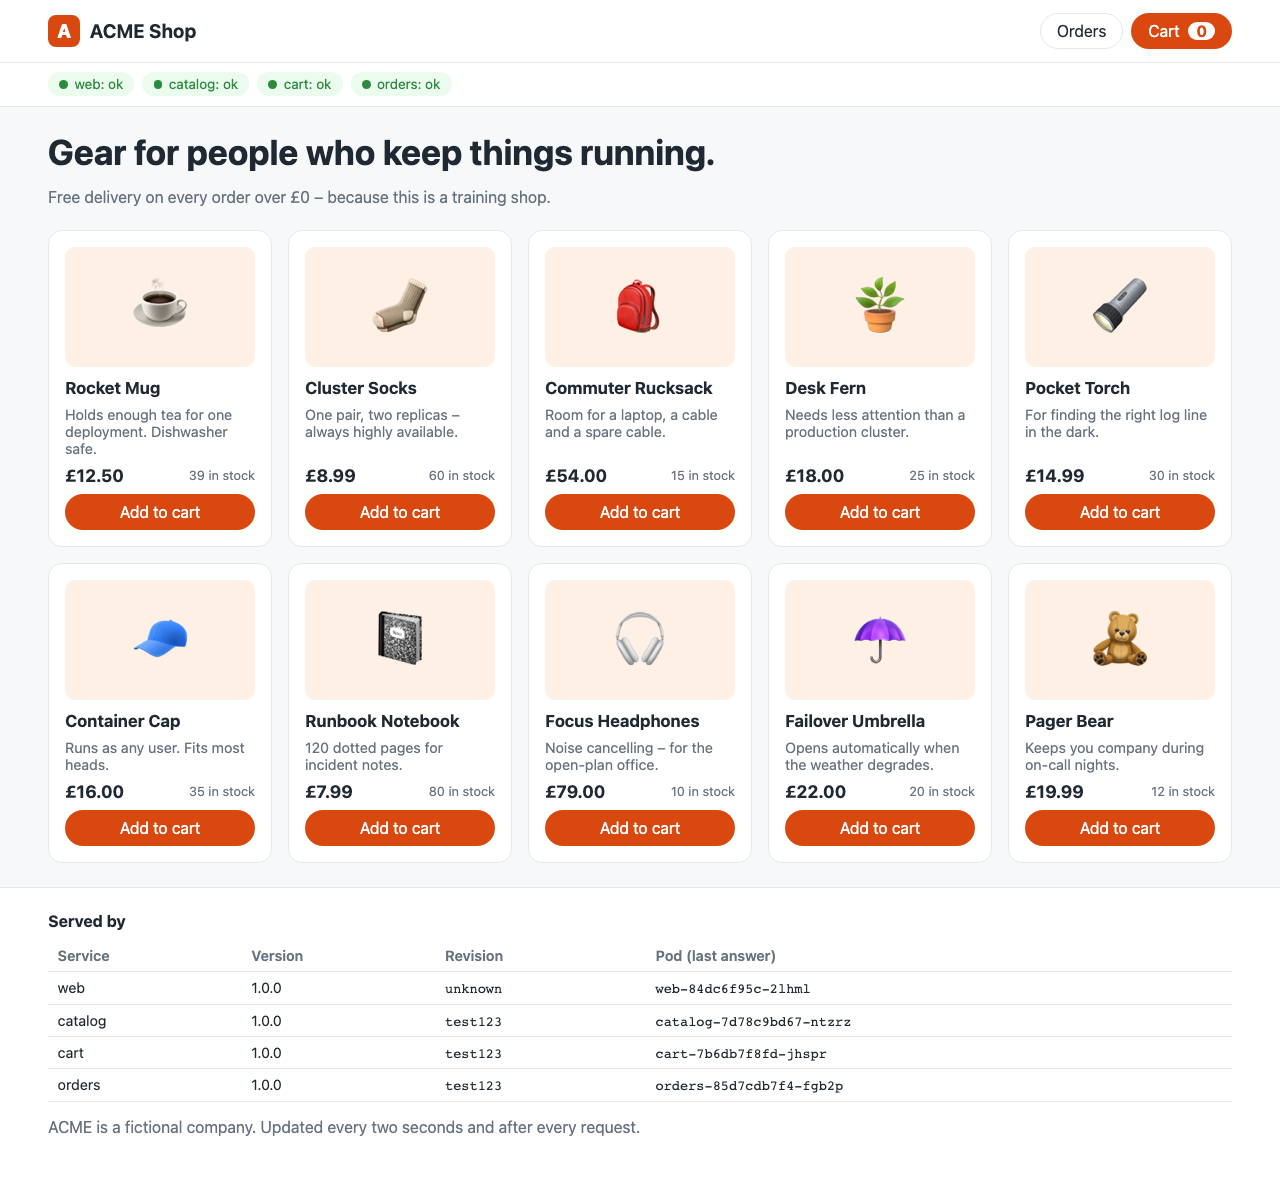 A ACME Shop
Orders
Cart 0
web: ok
catalog: ok
cart: ok
orders: ok
Gear for people who keep things running.
Free delivery on every order over £0 – because this is a training shop.
Rocket Mug
Holds enough tea for one
deployment. Dishwasher
safe.
£12.50 39 in stock
Add to cart
Cluster Socks
One pair, two replicas –
always highly available.
£8.99 60 in stock
Add to cart
Commuter Rucksack
Room for a laptop, a cable
and a spare cable.
£54.00 15 in stock
Add to cart
Desk Fern
Needs less attention than a
production cluster.
£18.00 25 in stock
Add to cart
Pocket Torch
For finding the right log line
in the dark.
£14.99 30 in stock
Add to cart
Container Cap
Runs as any user. Fits most
heads.
£16.00 35 in stock
Add to cart
Runbook Notebook
120 dotted pages for
incident notes.
£7.99 80 in stock
Add to cart
Focus Headphones
Noise cancelling – for the
open-plan office.
£79.00 10 in stock
Add to cart
Failover Umbrella
Opens automatically when
the weather degrades.
£22.00 20 in stock
Add to cart
Pager Bear
Keeps you company during
on-call nights.
£19.99 12 in stock
Add to cart
Served by
Service Version Revision Pod (last answer)
web 1.0.0 unknown web-84dc6f95c-2lhml
catalog 1.0.0 test123 catalog-7d78c9bd67-ntzrz
cart 1.0.0 test123 cart-7b6db7f8fd-jhspr
orders 1.0.0 test123 orders-85d7cdb7f4-fgb2p
ACME is a fictional company. Updated every two seconds and after every request.